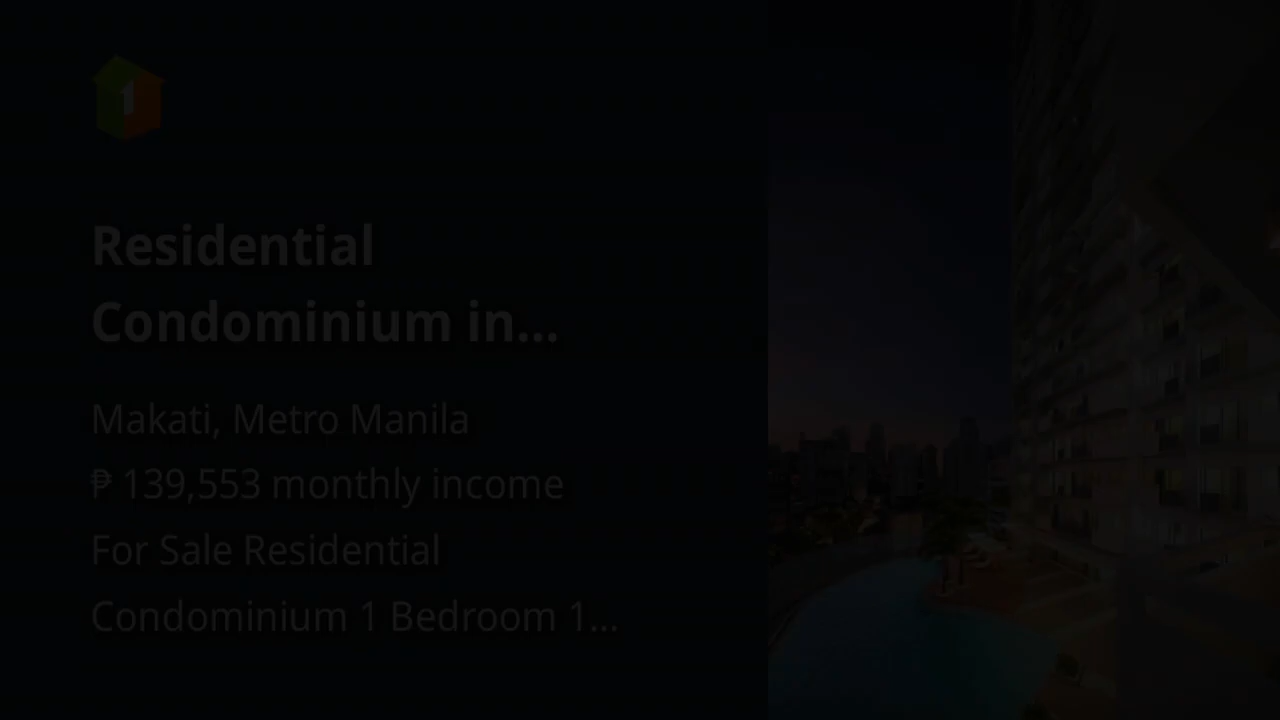 Residential
Condominium in...
Makati, Metro Manila
₱ 139,553 monthly income
For Sale Residential
Condominium 1 Bedroom 1...